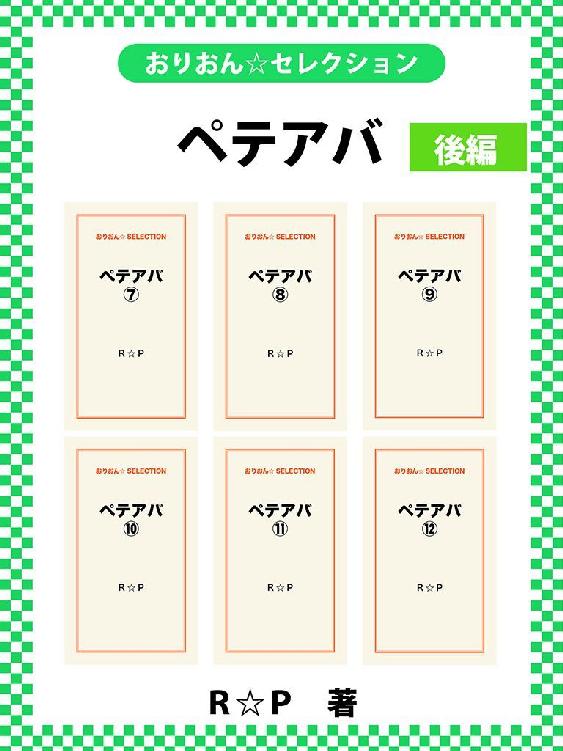 おりおん☆セレクション
ペテアバ 後編
おりおん☆ SELECTION
ペテアバ
⑦
R☆P
おりおん☆ SELECTION
ペテアバ
⑧
R☆P
おりおん☆ SELECTION
ペテアバ
⑨
R☆P
おりおん☆ SELECTION
ペテアバ
⑩
R☆P
おりおん☆ SELECTION
ペテアバ
⑪
R☆P
おりおん☆ SELECTION
ペテアバ
⑫
R☆P
R☆P 著